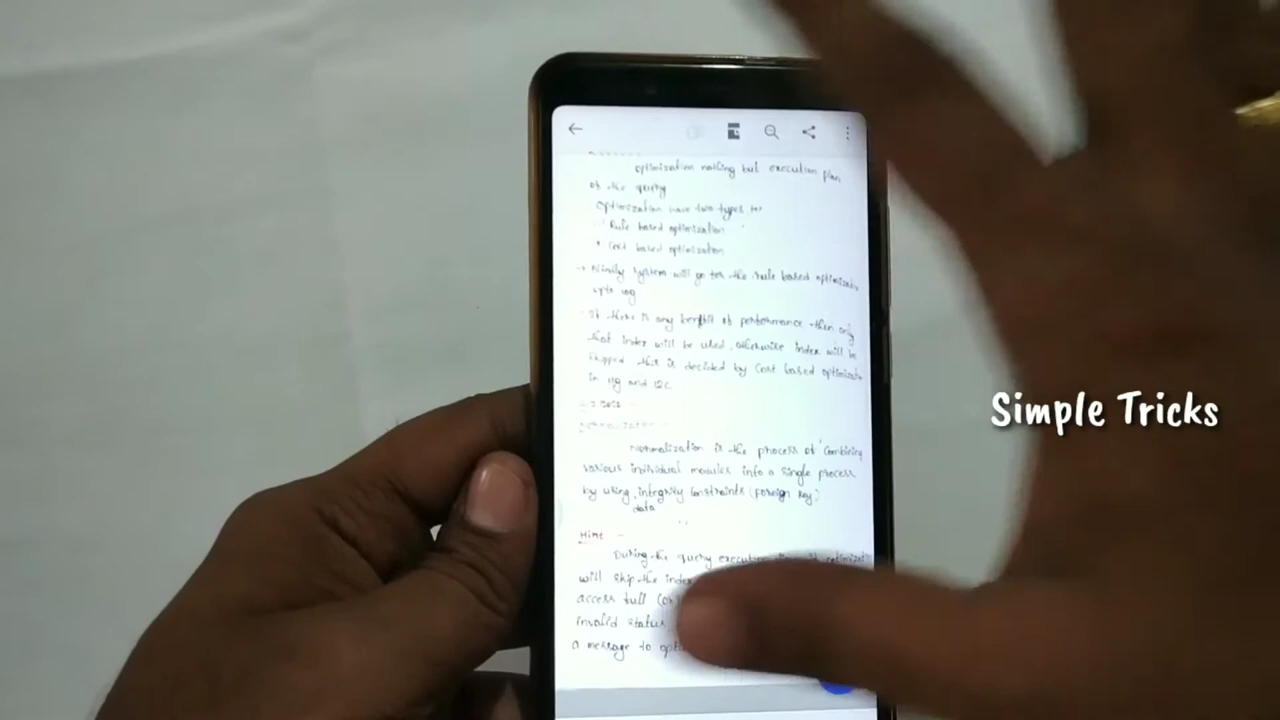 optimization nothing but execution plan
of the query
Optimization have two types
Rule based optimization
* Cost based optimization
system will go for the rule based
upto 10g
If there is any benefit of performance then only
that index will be used, otherwise index will be
skipped this is decided by Cost based
in 11g and 12C
Normalization is the process of Combining
various individual modules into a single process
by using integrity Constraints (foreign key)
data
Hint
During the query execution
will skip the index
access full (or)
invalid status
a message to
Simple Tricks